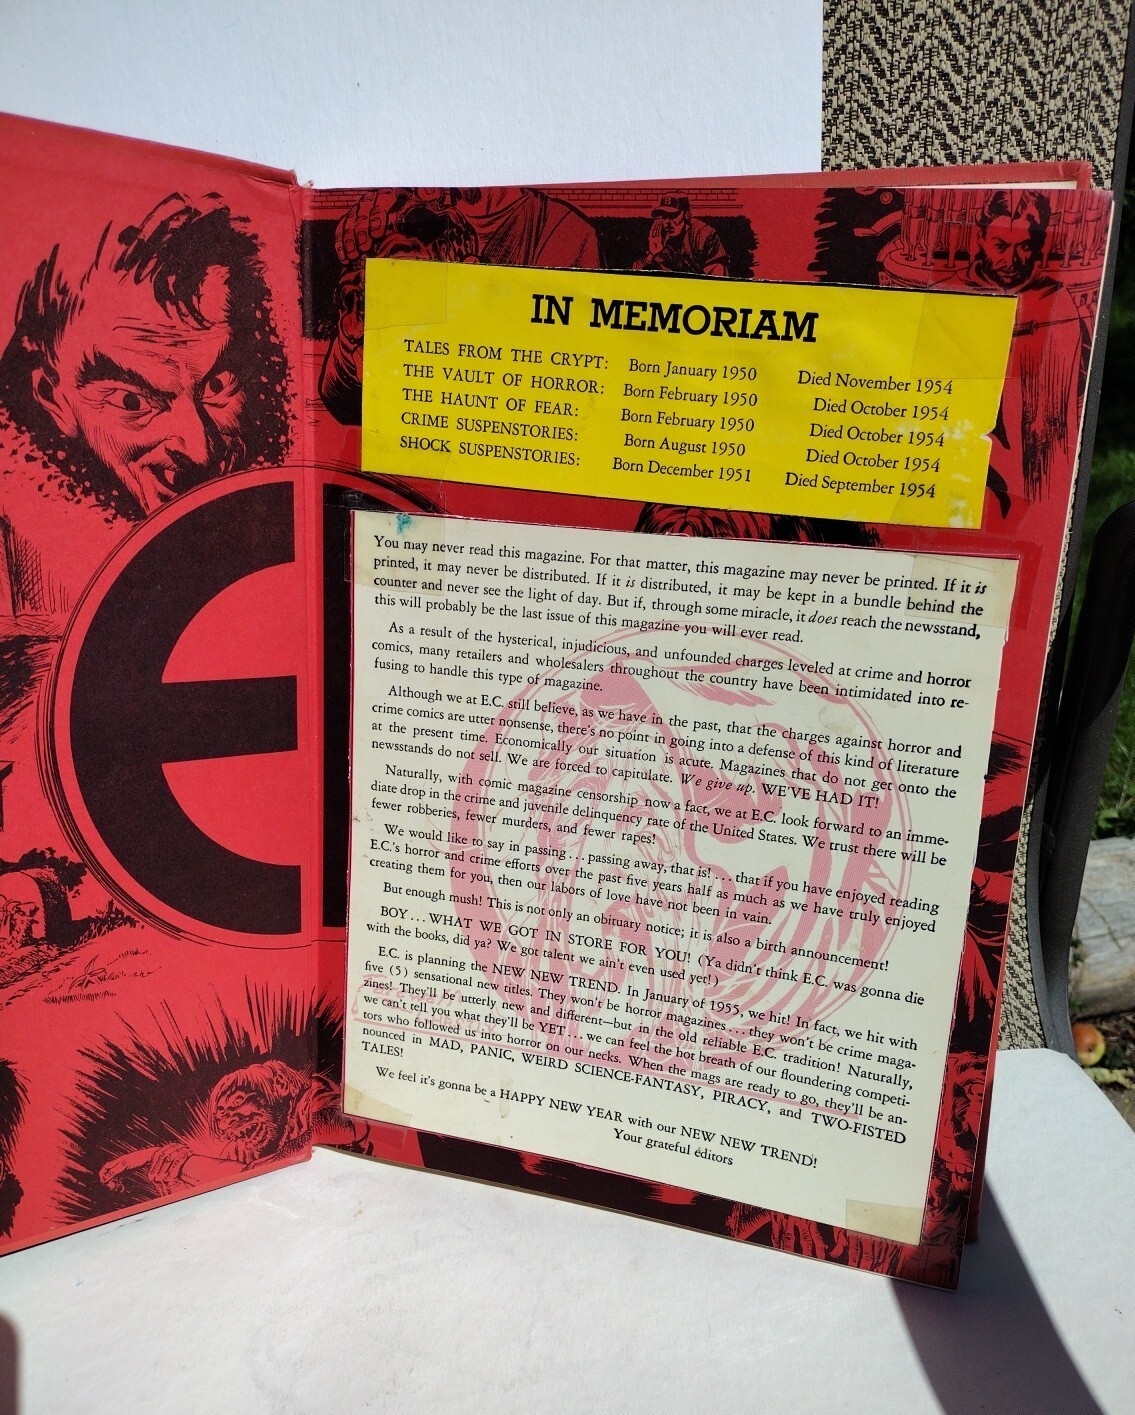 IN MEMORIAM
TALES FROM THE CRYPT: Born January 1950 Died November 1954
THE VAULT OF HORROR: Born February 1950 Died October 1954
THE HAUNT OF FEAR: Born February 1950 Died October 1954
CRIME SUSPENSTORIES: Born August 1950 Died October 1954
SHOCK SUSPENSTORIES: Born December 1951 Died September 1954
E
You may never read this magazine. For that matter, this magazine may never be printed. If it is
printed, it may never be distributed. If it is distributed, it may be kept in a bundle behind the
counter and never see the light of day. But if, through some miracle, it does reach the newsstand,
this will probably be the last issue of this magazine you will ever read.
As a result of the hysterical, injudicious, and unfounded charges leveled at crime and horror
comics, many retailers and wholesalers throughout the country have been intimidated into re-
fusing to handle this type of magazine.
Although we at E.C. still believe, as we have in the past, that the charges against horror and
crime comics are utter nonsense, there's no point in going into a defense of this kind of literature
at the present time. Economically our situation is acute. Magazines that do not get onto the
newsstands do not sell. We are forced to capitulate. We give up. WE'VE HAD IT!
Naturally, with comic magazine censorship now a fact, we at E.C. look forward to an imme-
diate drop in the crime and juvenile delinquency rate of the United States. We trust there will be
fewer robberies, fewer murders, and fewer rapes!
We would like to say in passing... passing away, that is!... that if you have enjoyed reading
E.C.'s horror and crime efforts over the past five years half as much as we have truly enjoyed
creating them for you, then our labors of love have not been in vain.
But enough mush! This is not only an obituary notice; it is also a birth announcement!
BOY... WHAT WE GOT IN STORE FOR YOU! (Ya didn't think E.C. was gonna die
with the books, did ya? We got talent we ain't even used yet!)
E.C. is planning the NEW NEW TREND. In January of 1955, we hit! In fact, we hit with
five (5) sensational new titles. They won't be horror magazines... they won't be crime maga-
zines! They'll be utterly new and different—but in the old reliable E.C. tradition! Naturally,
we can't tell you what they'll be YET... we can feel the hot breath of our floundering competi-
tors who followed us into horror on our necks. When the mags are ready to go, they'll be an-
nounced in MAD, PANIC, WEIRD SCIENCE-FANTASY, PIRACY, and TWO-FISTED
TALES!
We feel it's gonna be a HAPPY NEW YEAR with our NEW NEW TREND!
Your grateful editors